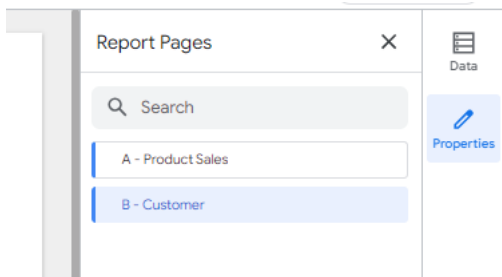 Report Pages
Search
A - Product Sales
B - Customer
Data
Properties